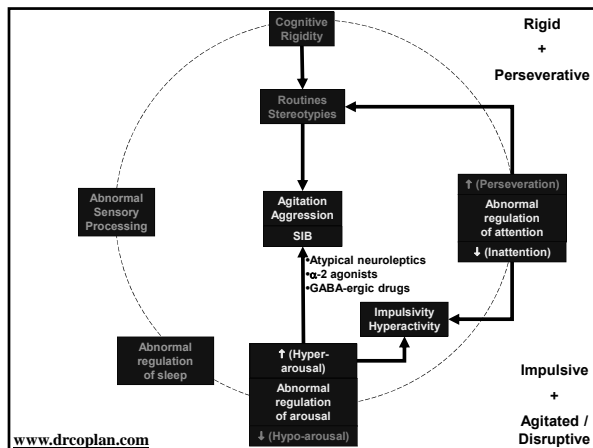 Cognitive
Rigidity
Rigid
+
Perseverative
Routines
Stereotypies
Abnormal
Sensory
Processing
Agitation
Aggression
SIB
↑ (Perseveration)
Abnormal
regulation
of attention
↓ (Inattention)
•Atypical neuroleptics
•α-2 agonists
•GABA-ergic drugs
Impulsivity
Hyperactivity
Abnormal
regulation
of sleep
↑ (Hyper-
arousal)
Abnormal
regulation
of arousal
↓ (Hypo-arousal)
Impulsive
+
Agitated /
Disruptive
www.drcoplan.com